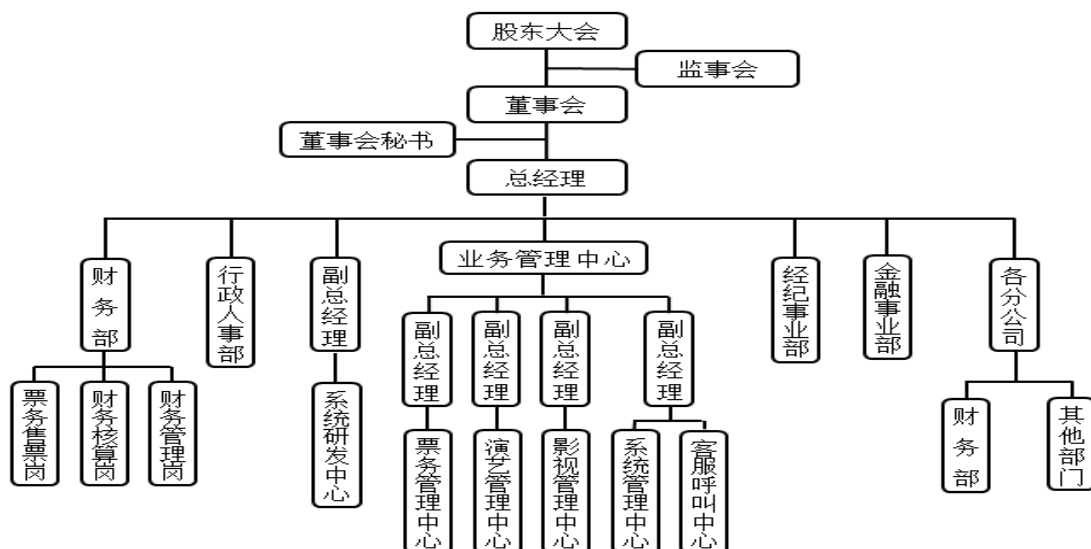 股东大会
监事会
董事会
董事会秘书
总经理
财务部
行政人事部
副总经理
业务管理中心
经纪事业部
金融事业部
各分公司
副总经理
副总经理
副总经理
副总经理
票务售票岗
财务核算岗
财务管理岗
系统研发中心
票务管理中心
演艺管理中心
影视管理中心
系统管理中心
客服呼叫中心
财务部
其他部门